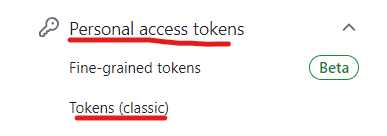 Personal access tokens
Fine-grained tokens Beta
Tokens (classic)